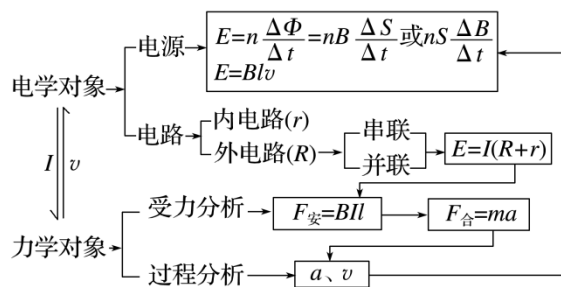 电源
E=n ΔΦ/Δt=nB ΔS/Δt或nS ΔB/Δt
E=Blv
电学对象
电路
内电路(r)
外电路(R)
串联
并联
E=I(R+r)
I
v
受力分析
F安=BIl
F合=ma
力学对象
过程分析
a、v